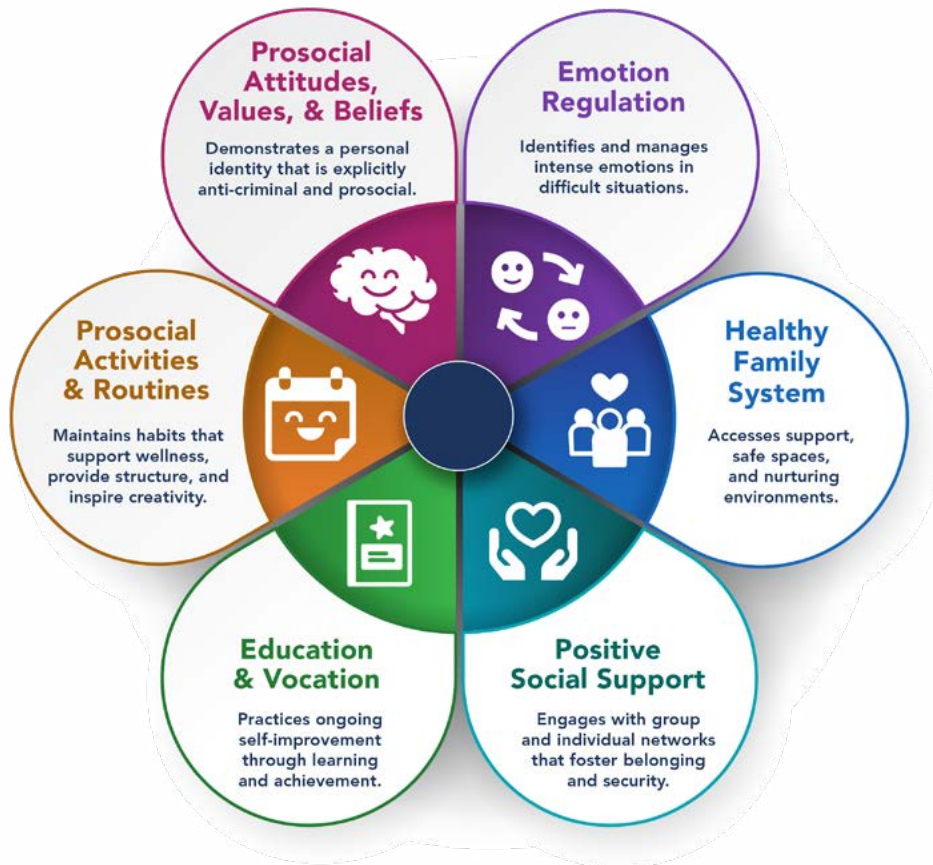 Prosocial
Attitudes,
Values, & Beliefs
Demonstrates a personal
identity that is explicitly
anti-criminal and prosocial.
Emotion
Regulation
Identifies and manages
intense emotions in
difficult situations.
Prosocial
Activities
& Routines
Maintains habits that
support wellness,
provide structure, and
inspire creativity.
Healthy
Family
System
Accesses support,
safe spaces,
and nurturing
environments.
Education
& Vocation
Practices ongoing
self-improvement
through learning
and achievement.
Positive
Social Support
Engages with group
and individual networks
that foster belonging
and security.